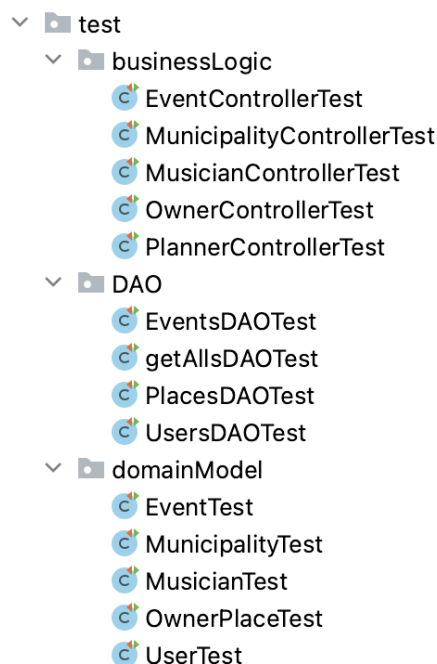 test
businessLogic
EventControllerTest
MunicipalityControllerTest
MusicianControllerTest
OwnerControllerTest
PlannerControllerTest
DAO
EventsDAOTest
getAllsDAOTest
PlacesDAOTest
UsersDAOTest
domainModel
EventTest
MunicipalityTest
MusicianTest
OwnerPlaceTest
UserTest